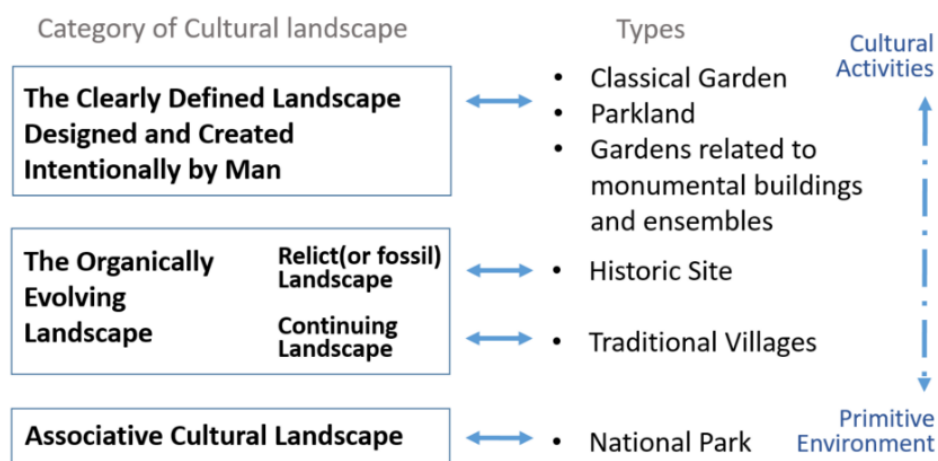 Category of Cultural landscape
Types
Cultural
Activities
The Clearly Defined Landscape
Designed and Created
Intentionally by Man
• Classical Garden
• Parkland
• Gardens related to
monumental buildings
and ensembles
The Organically
Evolving
Landscape
Relict(or fossil)
Landscape
• Historic Site
Continuing
Landscape
• Traditional Villages
Associative Cultural Landscape
• National Park
Primitive
Environment